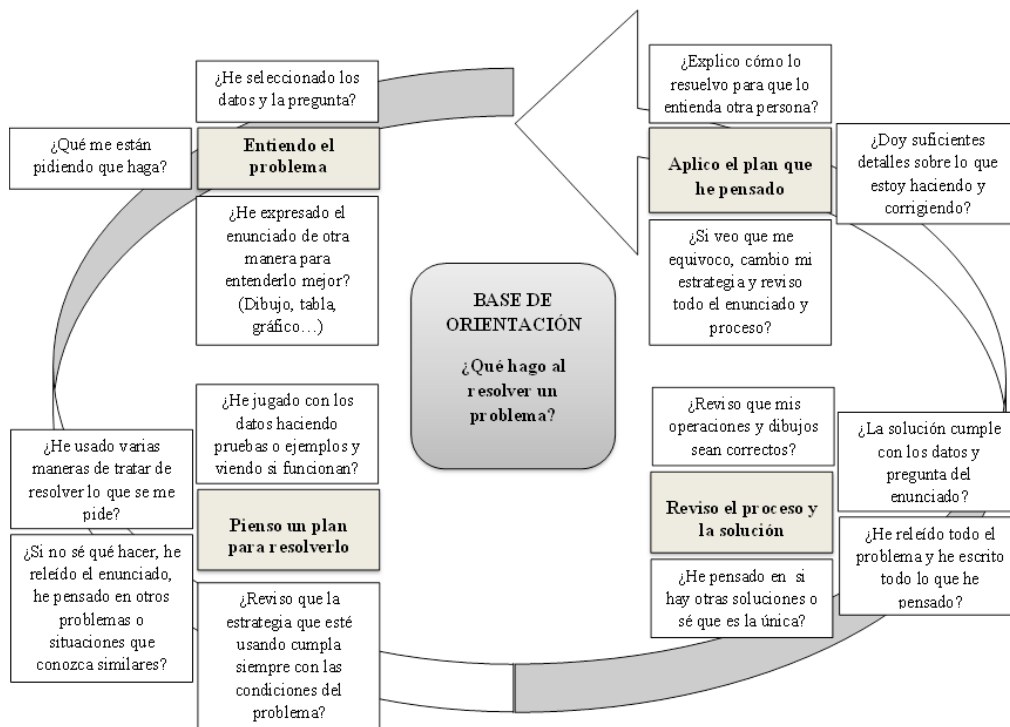 ¿He seleccionado los
datos y la pregunta?
¿Qué me están
pidiendo que haga?
Entiendo el
problema
¿He expresado el
enunciado de otra
manera para
entenderlo mejor?
(Dibujo, tabla,
gráfico…)
¿Explico cómo lo
resuelvo para que lo
entienda otra persona?
Aplico el plan que
he pensado
¿Doy suficientes
detalles sobre lo que
estoy haciendo y
corrigiendo?
¿Si veo que me
equivoco, cambio mi
estrategia y reviso
todo el enunciado y
proceso?
BASE DE
ORIENTACIÓN
¿Qué hago al
resolver un
problema?
¿He jugado con los
datos haciendo
pruebas o ejemplos y
viendo si funcionan?
¿He usado varias
maneras de tratar de
resolver lo que se me
pide?
Pienso un plan
para resolverlo
¿Si no sé qué hacer, he
releído el enunciado,
he pensado en otros
problemas o
situaciones que
conozca similares?
¿Reviso que la
estrategia que esté
usando cumpla
siempre con las
condiciones del
problema?
¿Reviso que mis
operaciones y dibujos
sean correctos?
¿La solución cumple
con los datos y
pregunta del
enunciado?
Reviso el proceso y
la solución
¿He releído todo el
problema y he escrito
todo lo que he
pensado?
¿He pensado en si
hay otras soluciones o
sé que es la única?